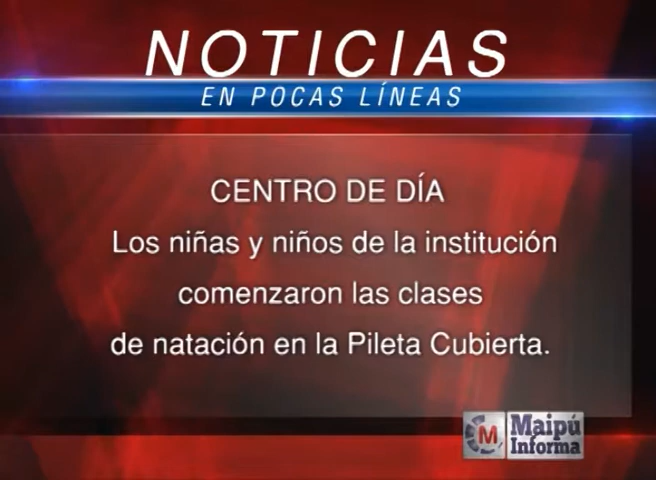 NOTICIAS
EN POCAS LÍNEAS
CENTRO DE DÍA
Los niñas y niños de la institución
comenzaron las clases
de natación en la Pileta Cubierta.
M Maipú
Informa